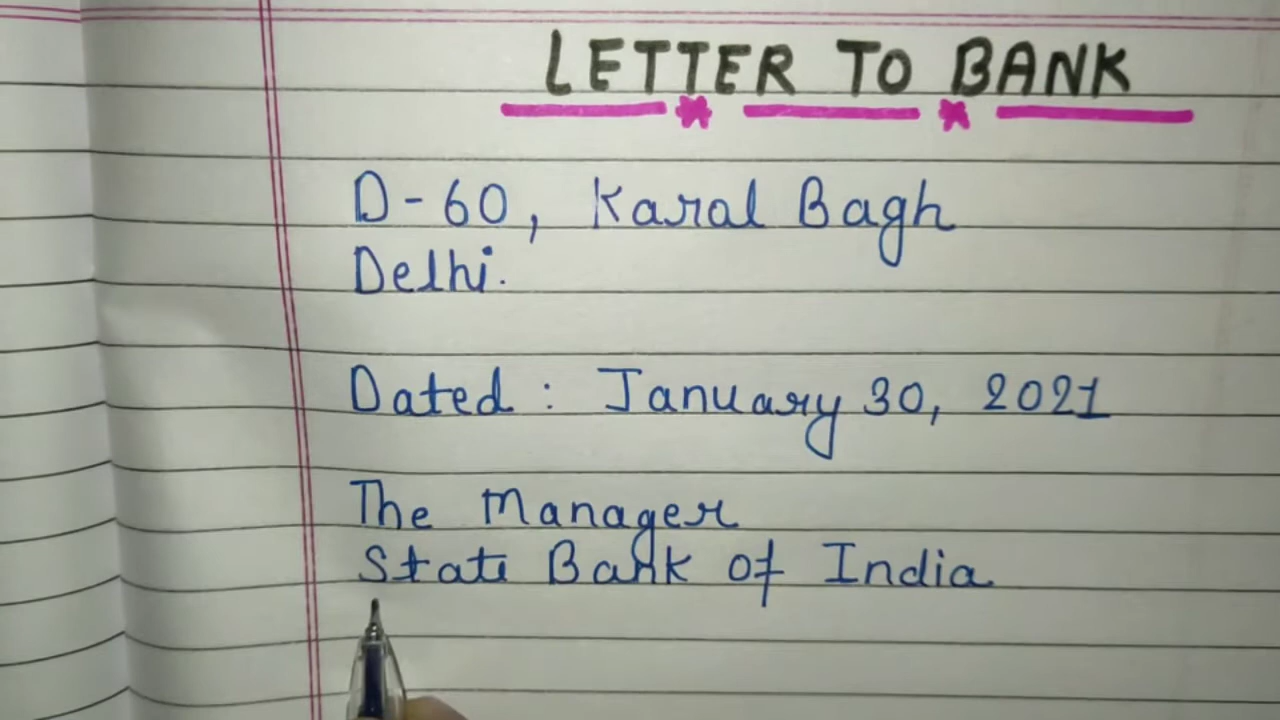 LETTER TO BANK
D-60, Karal Bagh
Delhi.
Dated : January 30, 2021
The Manager
State Bank of India